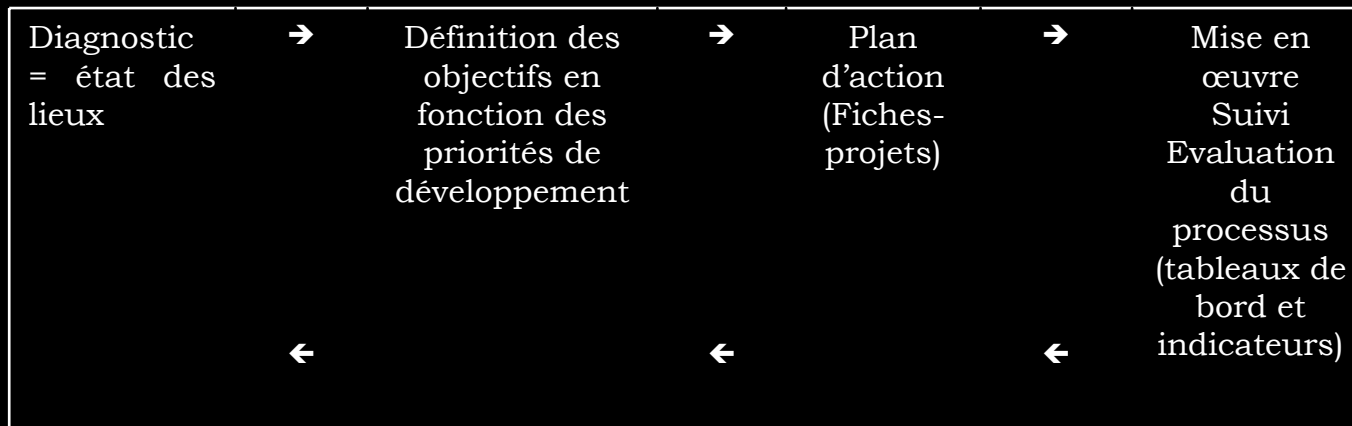 Diagnostic
= état des
lieux
➔
Définition des
objectifs en
fonction des
priorités de
développement
➔
Plan
d’action
(Fiches-
projets)
➔
Mise en
œuvre
Suivi
Evaluation
du
processus
(tableaux de
bord et
indicateurs)
🡸
🡸
🡸